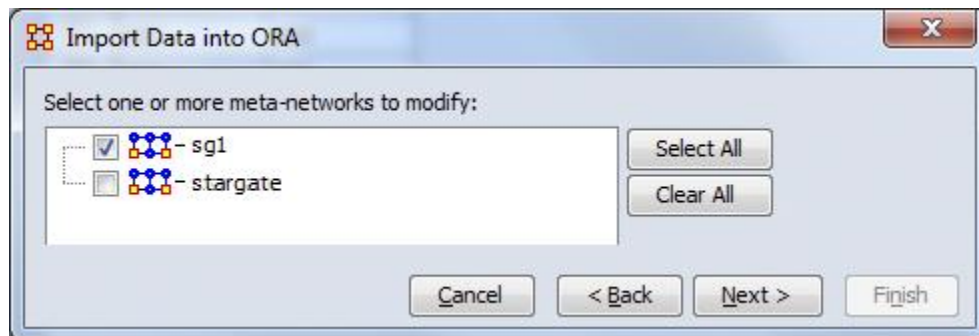 Import Data into ORA
Select one or more meta-networks to modify:
sg1
Select All
stargate
Clear All
Cancel
< Back
Next >
Finish